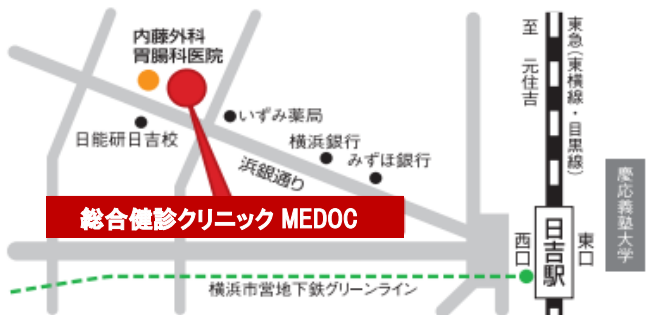 内藤外科
胃腸科医院
いずみ薬局
日能研日吉校
横浜銀行
みずほ銀行
浜銀通り
総合健診クリニック MEDOC
横浜市営地下鉄グリーンライン
至 元住吉
東急(東横線・目黒線)
慶応義塾大学
西口
日吉駅
東口